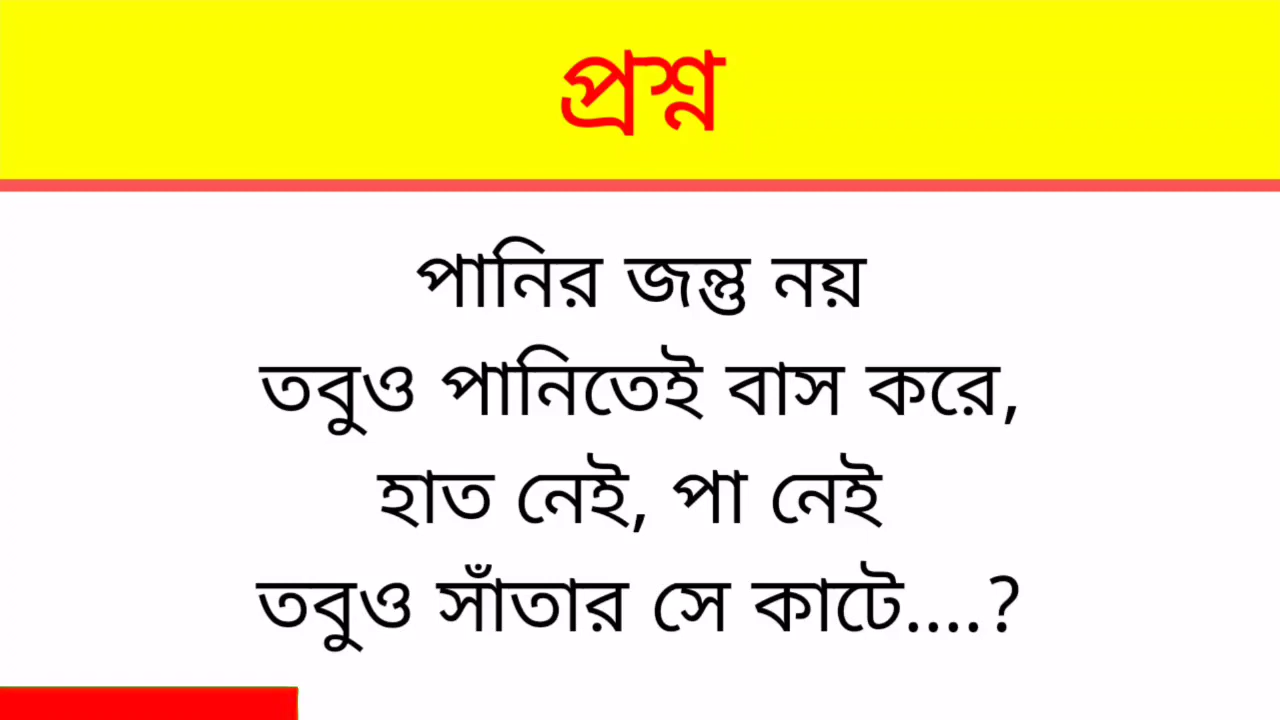 প্রশ্ন
পানির জন্তু নয়
তবুও পানিতেই বাস করে,
হাত নেই, পা নেই
তবুও সাঁতার সে কাটে....?